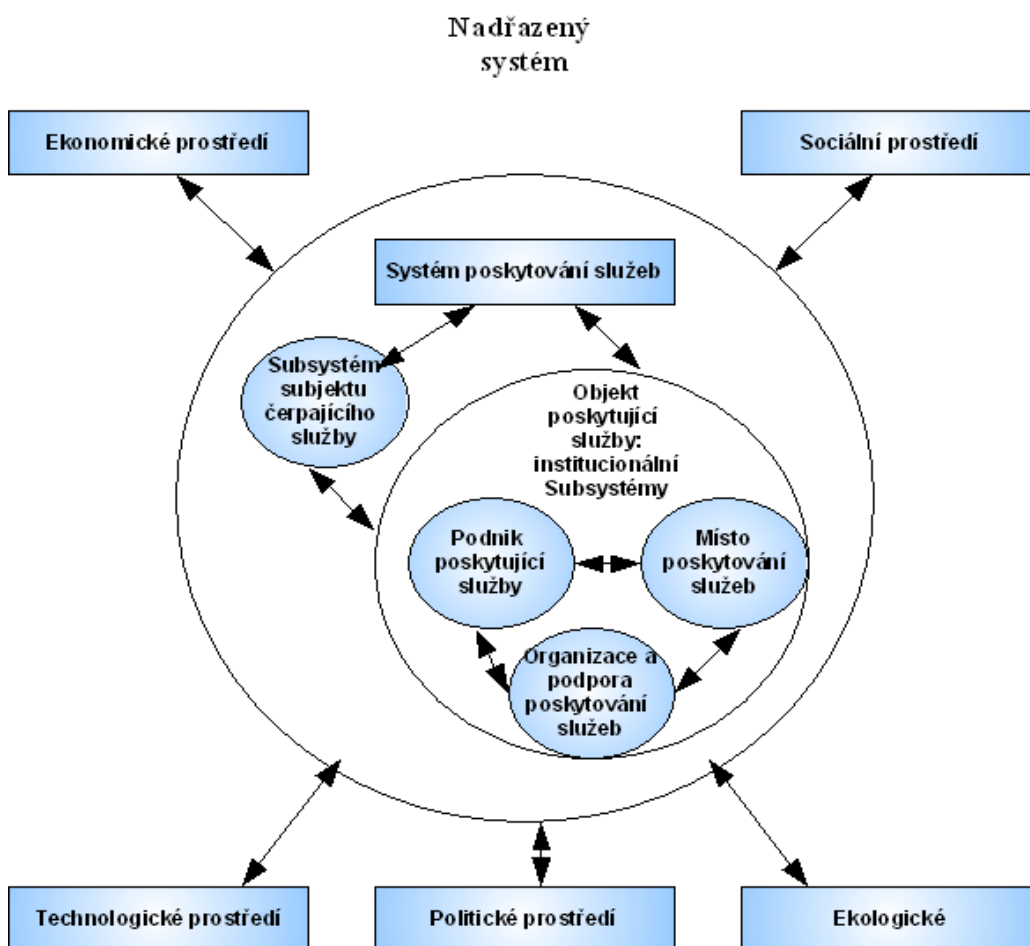 Nadřazený
systém
Ekonomické prostředí
Sociální prostředí
Systém poskytování služeb
Subsystém
subjektu
čerpajícího
služby
Objekt
poskytující
služby:
institucionální
Subsystémy
Podnik
poskytující
služby
Místo
poskytování
služeb
Organizace a
podpora
poskytování
služeb
Technologické prostředí
Politické prostředí
Ekologické